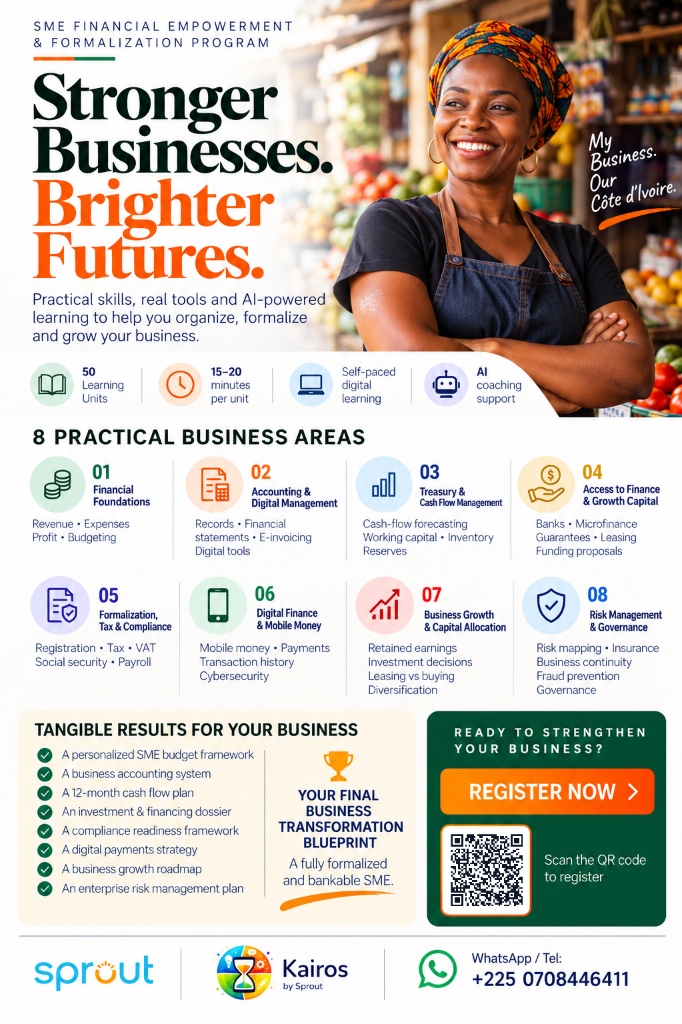 SME FINANCIAL EMPOWERMENT
& FORMALIZATION PROGRAM
Stronger
Businesses.
Brighter
Futures.
Practical skills, real tools and AI-powered
learning to help you organize, formalize
and grow your business.
My
Business.
Our
Côte d'Ivoire.
50
Learning
Units
15–20
minutes
per unit
Self-paced
digital
learning
AI
coaching
support
8 PRACTICAL BUSINESS AREAS
01
Financial
Foundations
Revenue • Expenses
Profit • Budgeting
02
Accounting &
Digital Management
Records • Financial
statements • E-invoicing
Digital tools
03
Treasury &
Cash Flow Management
Cash-flow forecasting
Working capital • Inventory
Reserves
04
Access to Finance
& Growth Capital
Banks • Microfinance
Guarantees • Leasing
Funding proposals
05
Formalization,
Tax & Compliance
Registration • Tax • VAT
Social security • Payroll
06
Digital Finance
& Mobile Money
Mobile money • Payments
Transaction history
Cybersecurity
07
Business Growth
& Capital Allocation
Retained earnings
Investment decisions
Leasing vs buying
Diversification
08
Risk Management
& Governance
Risk mapping • Insurance
Business continuity
Fraud prevention
Governance
TANGIBLE RESULTS FOR YOUR BUSINESS
A personalized SME budget framework
A business accounting system
A 12-month cash flow plan
An investment & financing dossier
A compliance readiness framework
A digital payments strategy
A business growth roadmap
An enterprise risk management plan
YOUR FINAL
BUSINESS
TRANSFORMATION
BLUEPRINT
A fully formalized
and bankable SME.
READY TO STRENGTHEN
YOUR BUSINESS?
REGISTER NOW
Scan the QR code
to register
sprout
Kairos
by Sprout
WhatsApp / Tel:
+225 0708446411